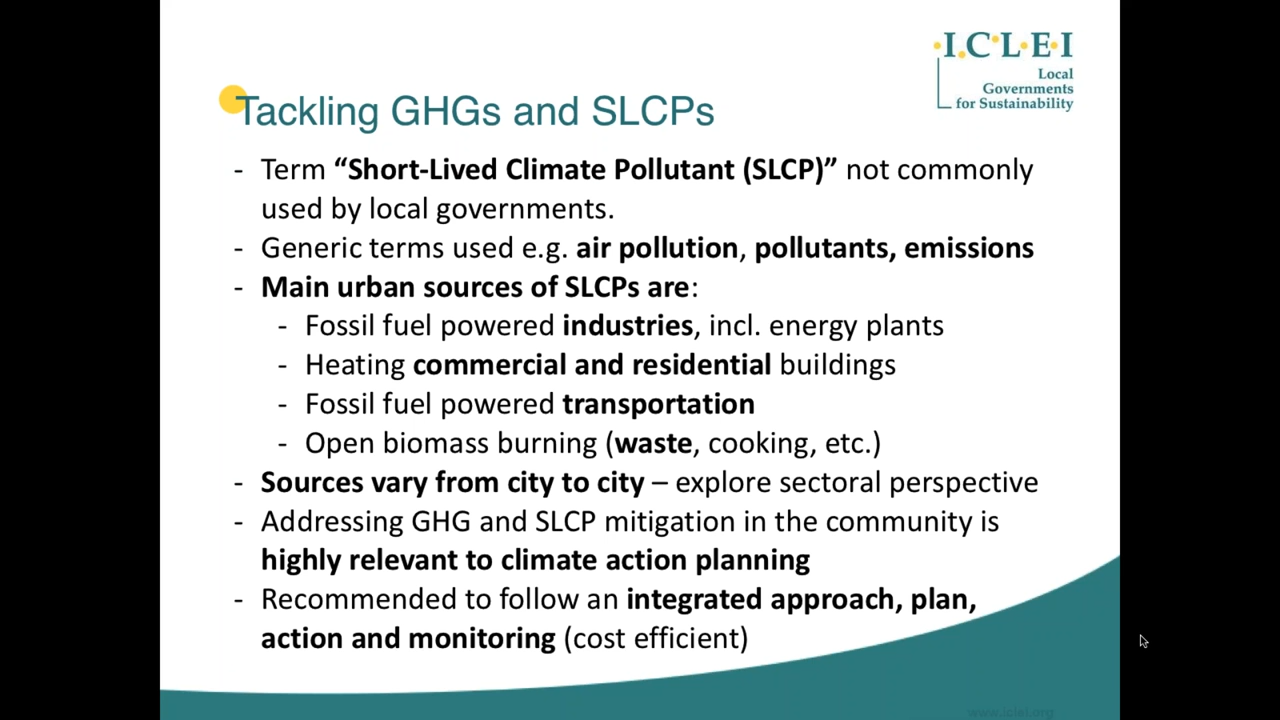 I.C.L.E.I
Local
Governments
for Sustainability
Tackling GHGs and SLCPs
- Term “Short-Lived Climate Pollutant (SLCP)” not commonly
used by local governments.
- Generic terms used e.g. air pollution, pollutants, emissions
- Main urban sources of SLCPs are:
- Fossil fuel powered industries, incl. energy plants
- Heating commercial and residential buildings
- Fossil fuel powered transportation
- Open biomass burning (waste, cooking, etc.)
- Sources vary from city to city – explore sectoral perspective
- Addressing GHG and SLCP mitigation in the community is
highly relevant to climate action planning
- Recommended to follow an integrated approach, plan,
action and monitoring (cost efficient)
www.iclei.org